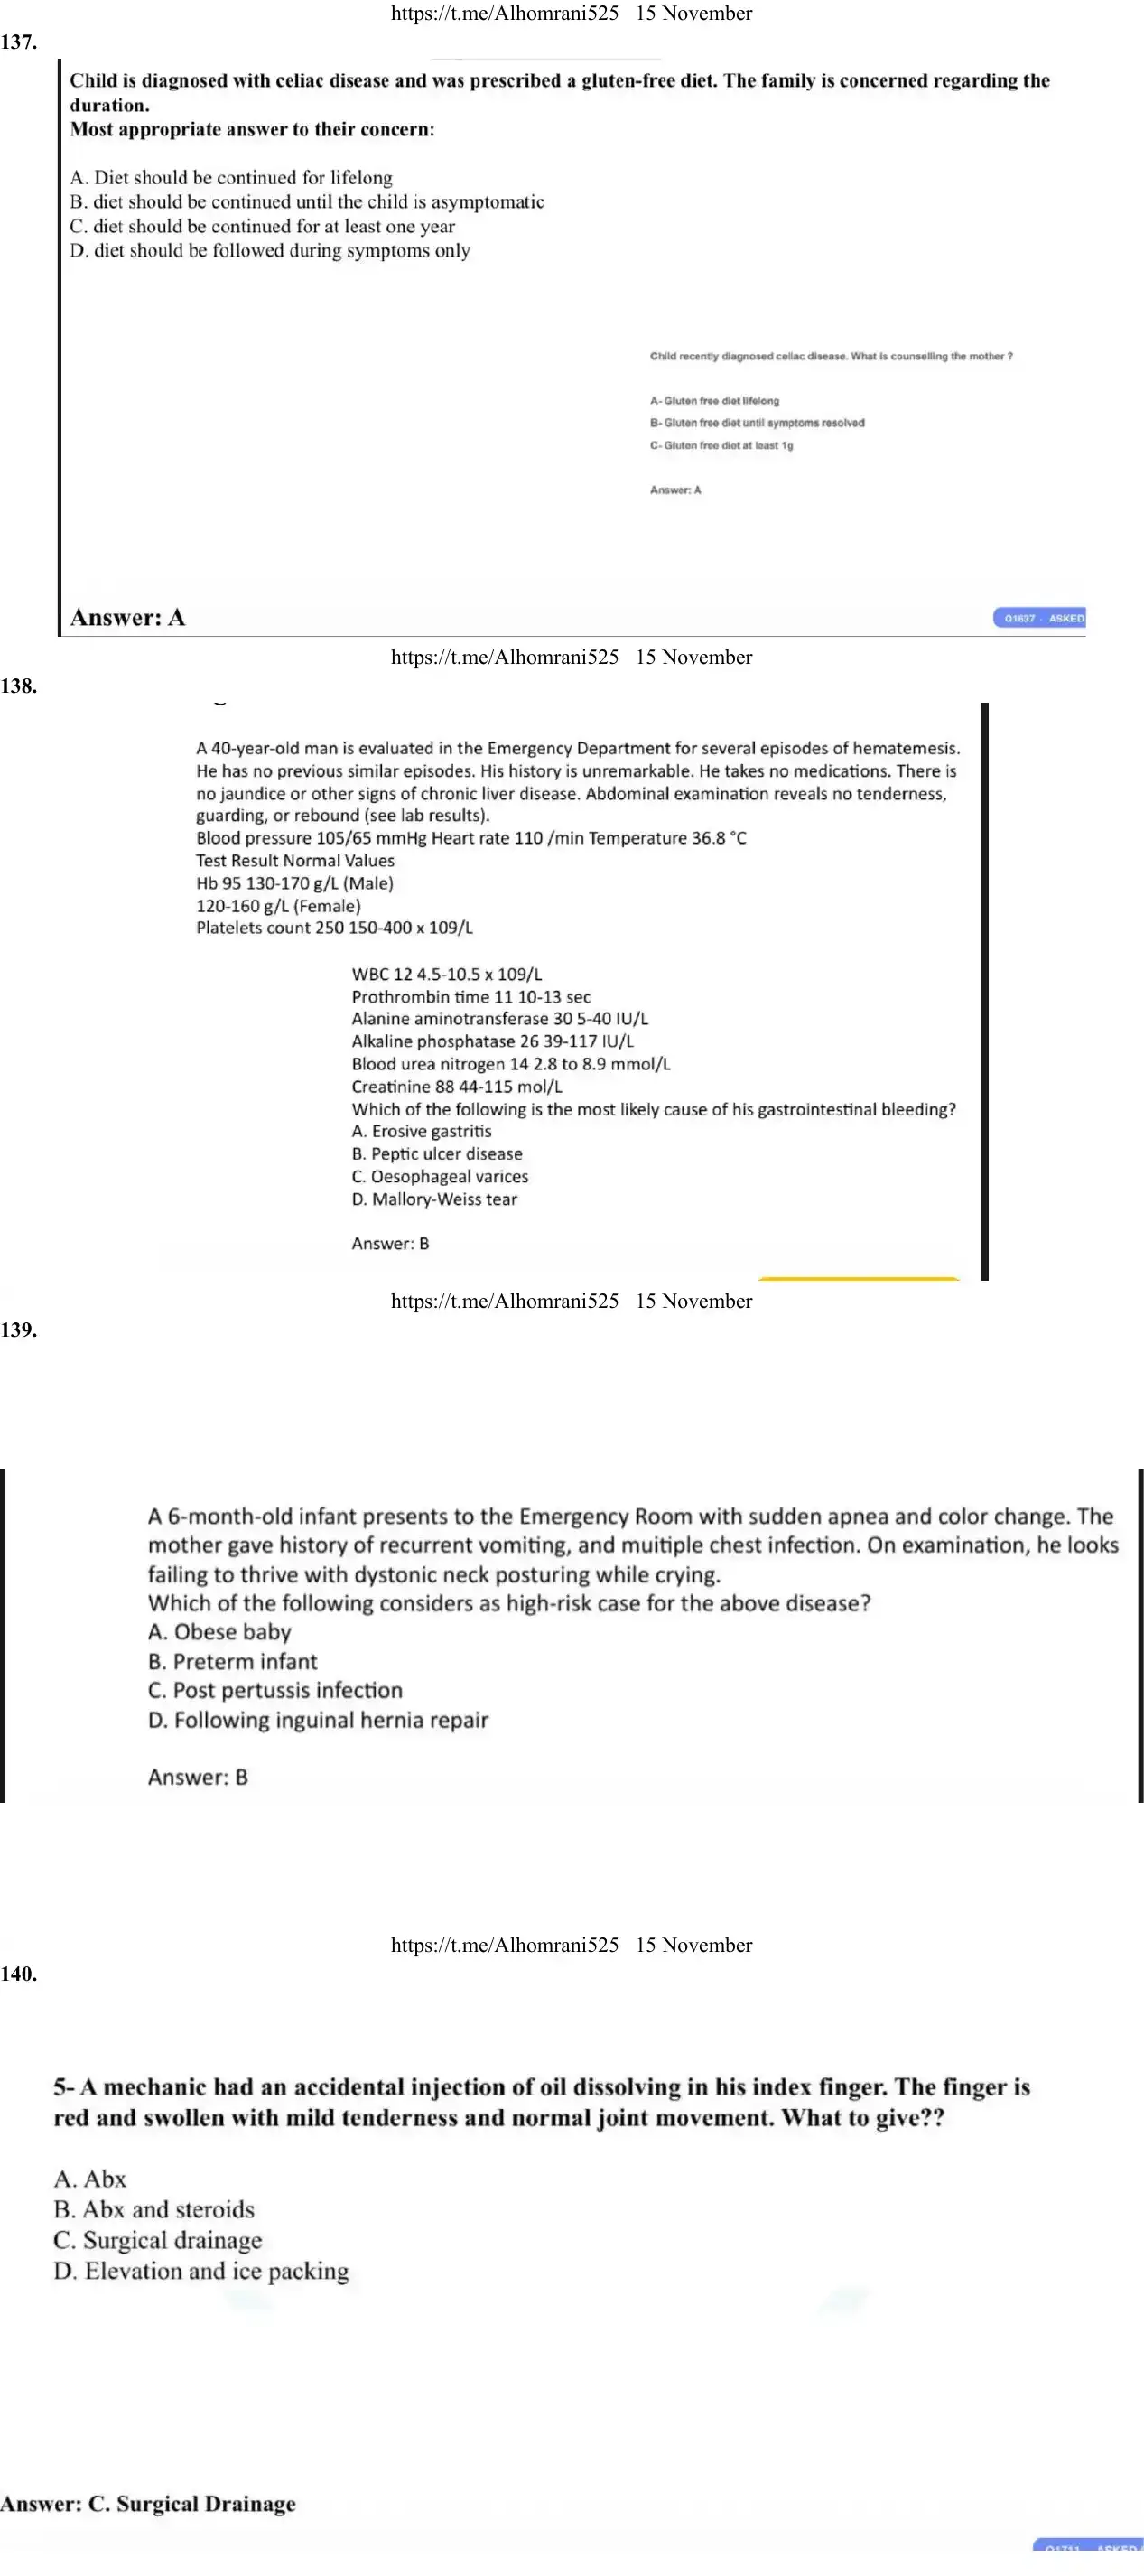 https://t.me/Alhomrani525 15 November
137.
Child is diagnosed with celiac disease and was prescribed a gluten-free diet. The family is concerned regarding the
duration.
Most appropriate answer to their concern:
A. Diet should be continued for lifelong
B. diet should be continued until the child is asymptomatic
C. diet should be continued for at least one year
D. diet should be followed during symptoms only
Child recently diagnosed celiac disease. What is counselling the mother ?
A- Gluten free diet lifelong
B- Gluten free diet until symptoms resolved
C- Gluten free diet at least 1g
Answer: A
Answer: A
Q1637 · ASKED
https://t.me/Alhomrani525 15 November
138.
A 40-year-old man is evaluated in the Emergency Department for several episodes of hematemesis.
He has no previous similar episodes. His history is unremarkable. He takes no medications. There is
no jaundice or other signs of chronic liver disease. Abdominal examination reveals no tenderness,
guarding, or rebound (see lab results).
Blood pressure 105/65 mmHg Heart rate 110 /min Temperature 36.8 °C
Test Result Normal Values
Hb 95 130-170 g/L (Male)
120-160 g/L (Female)
Platelets count 250 150-400 x 109/L
WBC 12 4.5-10.5 x 109/L
Prothrombin time 11 10-13 sec
Alanine aminotransferase 30 5-40 IU/L
Alkaline phosphatase 26 39-117 IU/L
Blood urea nitrogen 14 2.8 to 8.9 mmol/L
Creatinine 88 44-115 mol/L
Which of the following is the most likely cause of his gastrointestinal bleeding?
A. Erosive gastritis
B. Peptic ulcer disease
C. Oesophageal varices
D. Mallory-Weiss tear
Answer: B
https://t.me/Alhomrani525 15 November
139.
A 6-month-old infant presents to the Emergency Room with sudden apnea and color change. The
mother gave history of recurrent vomiting, and muitiple chest infection. On examination, he looks
failing to thrive with dystonic neck posturing while crying.
Which of the following considers as high-risk case for the above disease?
A. Obese baby
B. Preterm infant
C. Post pertussis infection
D. Following inguinal hernia repair
Answer: B
https://t.me/Alhomrani525 15 November
140.
5- A mechanic had an accidental injection of oil dissolving in his index finger. The finger is
red and swollen with mild tenderness and normal joint movement. What to give??
A. Abx
B. Abx and steroids
C. Surgical drainage
D. Elevation and ice packing
Answer: C. Surgical Drainage